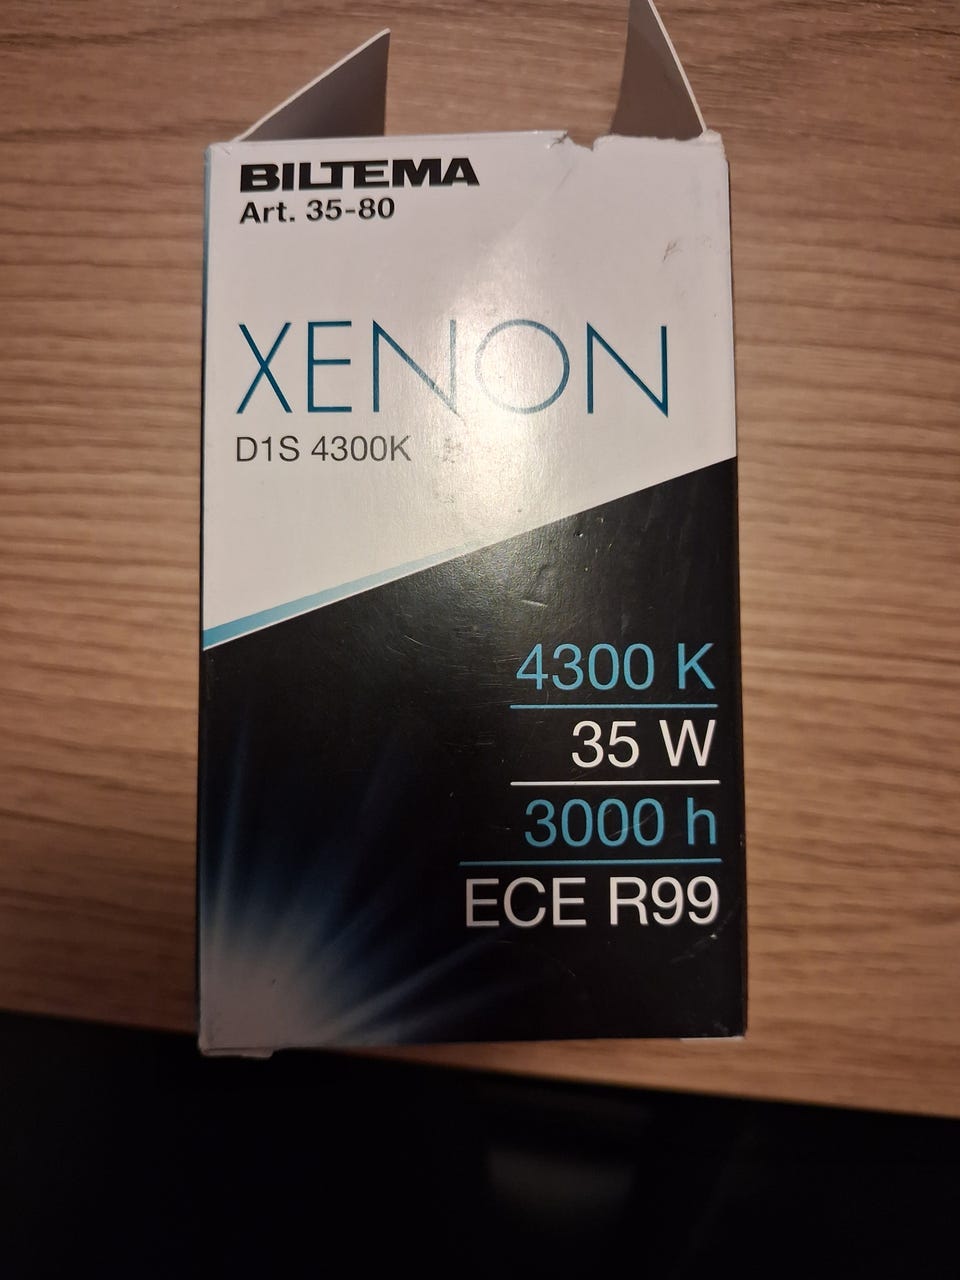 BILTEMA
Art. 35-80
XENON
D1S 4300K
4300 K
35 W
3000 h
ECE R99